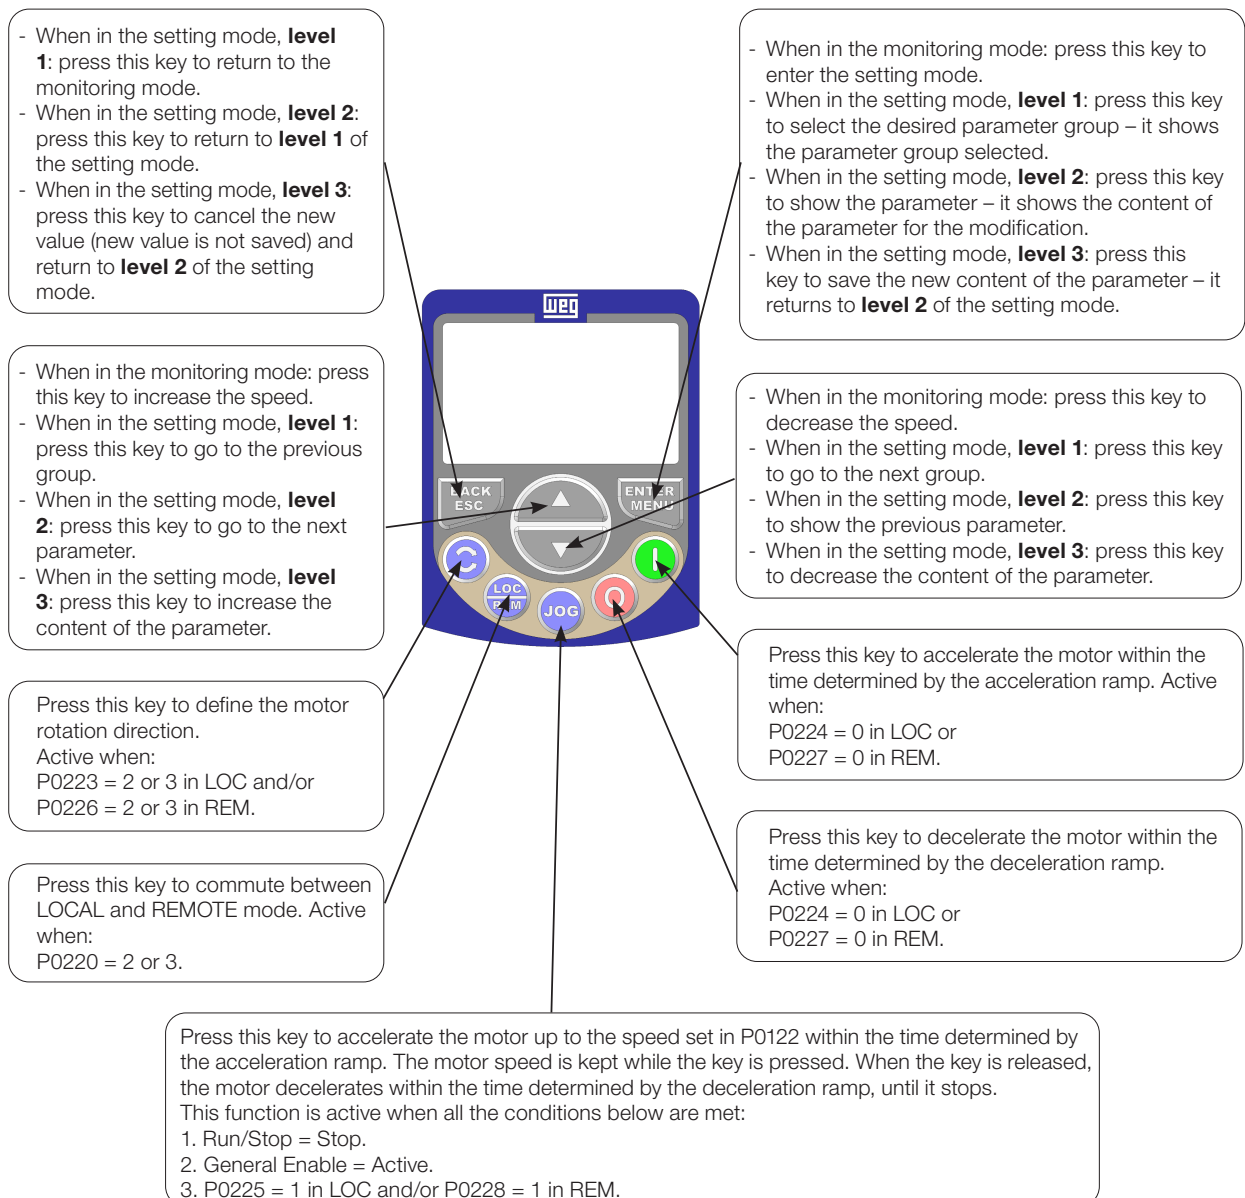 - When in the setting mode, level
1: press this key to return to the
monitoring mode.
- When in the setting mode, level 2:
press this key to return to level 1 of
the setting mode.
- When in the setting mode, level 3:
press this key to cancel the new
value (new value is not saved) and
return to level 2 of the setting
mode.
- When in the monitoring mode: press this key to
enter the setting mode.
- When in the setting mode, level 1: press this key
to select the desired parameter group – it shows
the parameter group selected.
- When in the setting mode, level 2: press this key
to show the parameter – it shows the content of
the parameter for the modification.
- When in the setting mode, level 3: press this
key to save the new content of the parameter – it
returns to level 2 of the setting mode.
weg
- When in the monitoring mode: press
this key to increase the speed.
- When in the setting mode, level 1:
press this key to go to the previous
group.
- When in the setting mode, level
2: press this key to go to the next
parameter.
- When in the setting mode, level
3: press this key to increase the
content of the parameter.
- When in the monitoring mode: press this key to
decrease the speed.
- When in the setting mode, level 1: press this key
to go to the next group.
- When in the setting mode, level 2: press this key
to show the previous parameter.
- When in the setting mode, level 3: press this key
to decrease the content of the parameter.
BACK
ESC
ENTER
MENU
LOC
REM
JOG
Press this key to define the motor
rotation direction.
Active when:
P0223 = 2 or 3 in LOC and/or
P0226 = 2 or 3 in REM.
Press this key to accelerate the motor within the
time determined by the acceleration ramp. Active
when:
P0224 = 0 in LOC or
P0227 = 0 in REM.
Press this key to commute between
LOCAL and REMOTE mode. Active
when:
P0220 = 2 or 3.
Press this key to decelerate the motor within the
time determined by the deceleration ramp.
Active when:
P0224 = 0 in LOC or
P0227 = 0 in REM.
Press this key to accelerate the motor up to the speed set in P0122 within the time determined by
the acceleration ramp. The motor speed is kept while the key is pressed. When the key is released,
the motor decelerates within the time determined by the deceleration ramp, until it stops.
This function is active when all the conditions below are met:
1. Run/Stop = Stop.
2. General Enable = Active.
3. P0225 = 1 in LOC and/or P0228 = 1 in REM.